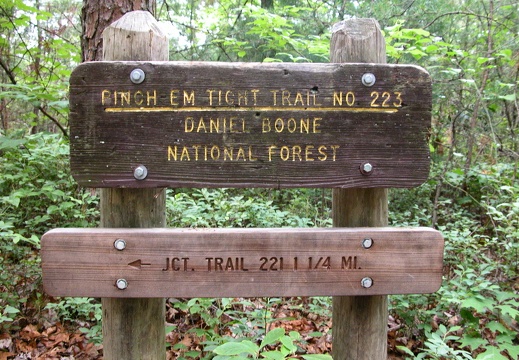 PINCH EM TIGHT TRAIL NO 223
DANIEL BOONE
NATIONAL FOREST
← JCT. TRAIL 221 1 1/4 MI.